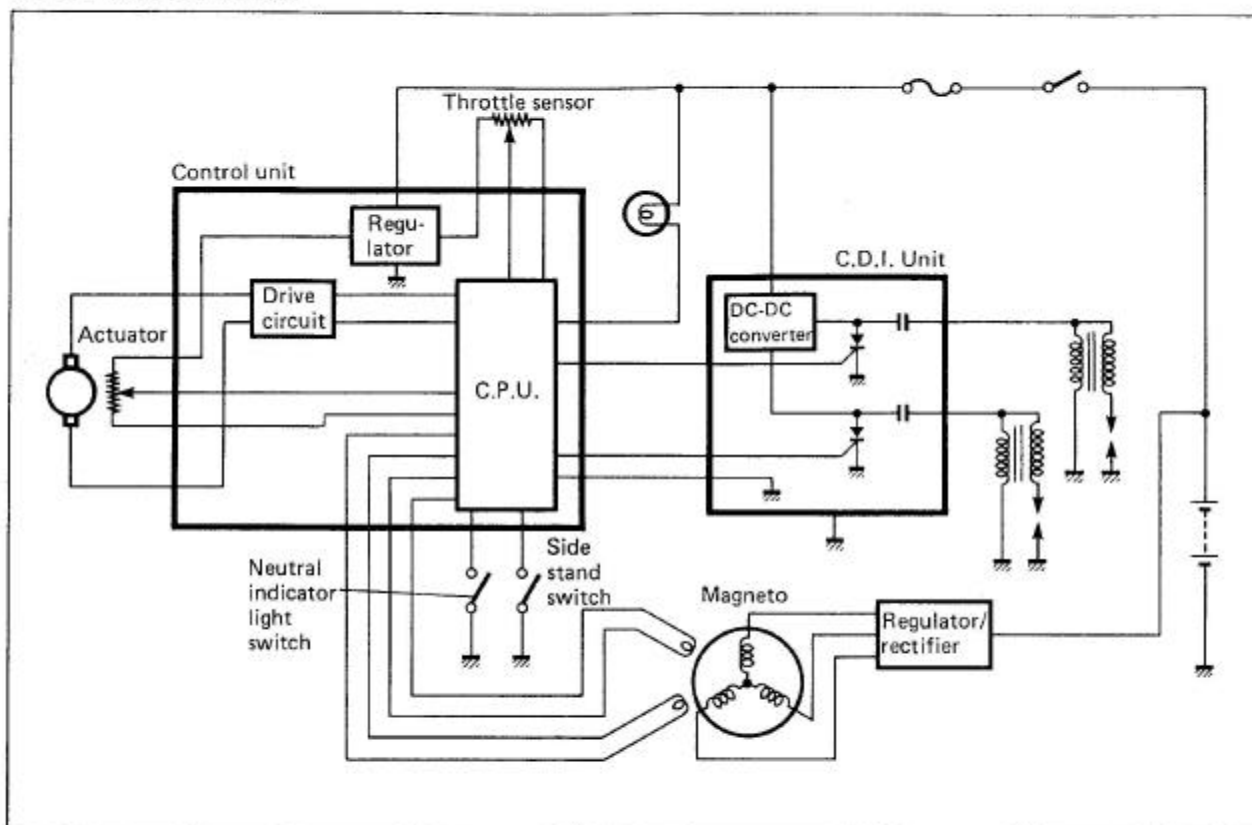 Throttle sensor
Control unit
Regu-
lator
C.D.I. Unit
Drive
circuit
DC-DC
converter
Actuator
C.P.U.
Neutral
indicator
light
switch
Side
stand
switch
Magneto
Regulator/
rectifier